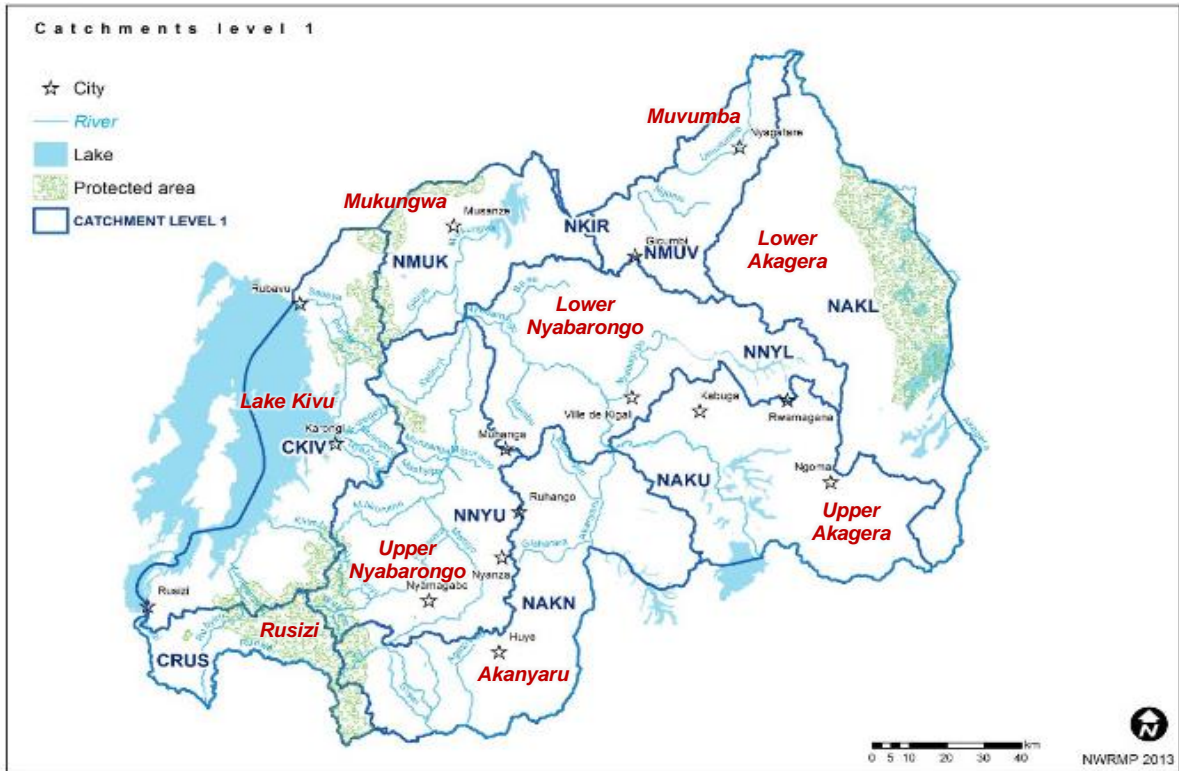 Catchments level 1
City
River
Lake
Protected area
CATCHMENT LEVEL 1
Muvumba
Nyagatare
Mukungwa
Musanze
NKIR
Gicumbi
NMUV
NMUK
Lower
Akagera
NAKL
Rubavu
Lower
Nyabarongo
NNYL
Lake Kivu
Ville de Kigali
Kabuga
Rwamagana
Karongi
CKIV
Muhanga
NAKU
Ngoma
NNYU
Ruhango
Upper
Akagera
Upper
Nyabarongo
Nyanza
Nyamagabe
NAKN
Rusizi
Rusizi
CRUS
Huye
Akanyaru
km
0 5 10 20 30 40
N
NWRMP 2013